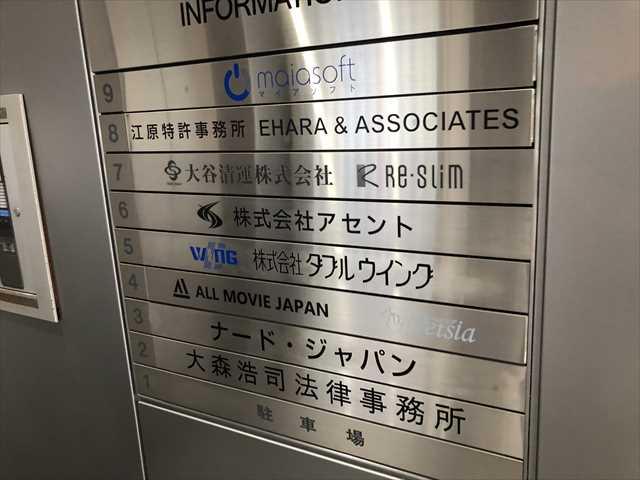 INFORMATION
9 maiasoft
マイアソフト
8 江原特許事務所 EHARA & ASSOCIATES
7 大谷清運株式会社 Re·slim
6 株式会社アセント
5 WING 株式会社ダブルウイング
4 ALL MOVIE JAPAN
3 ナード・ジャパン
2 大森浩司法律事務所
1 駐車場